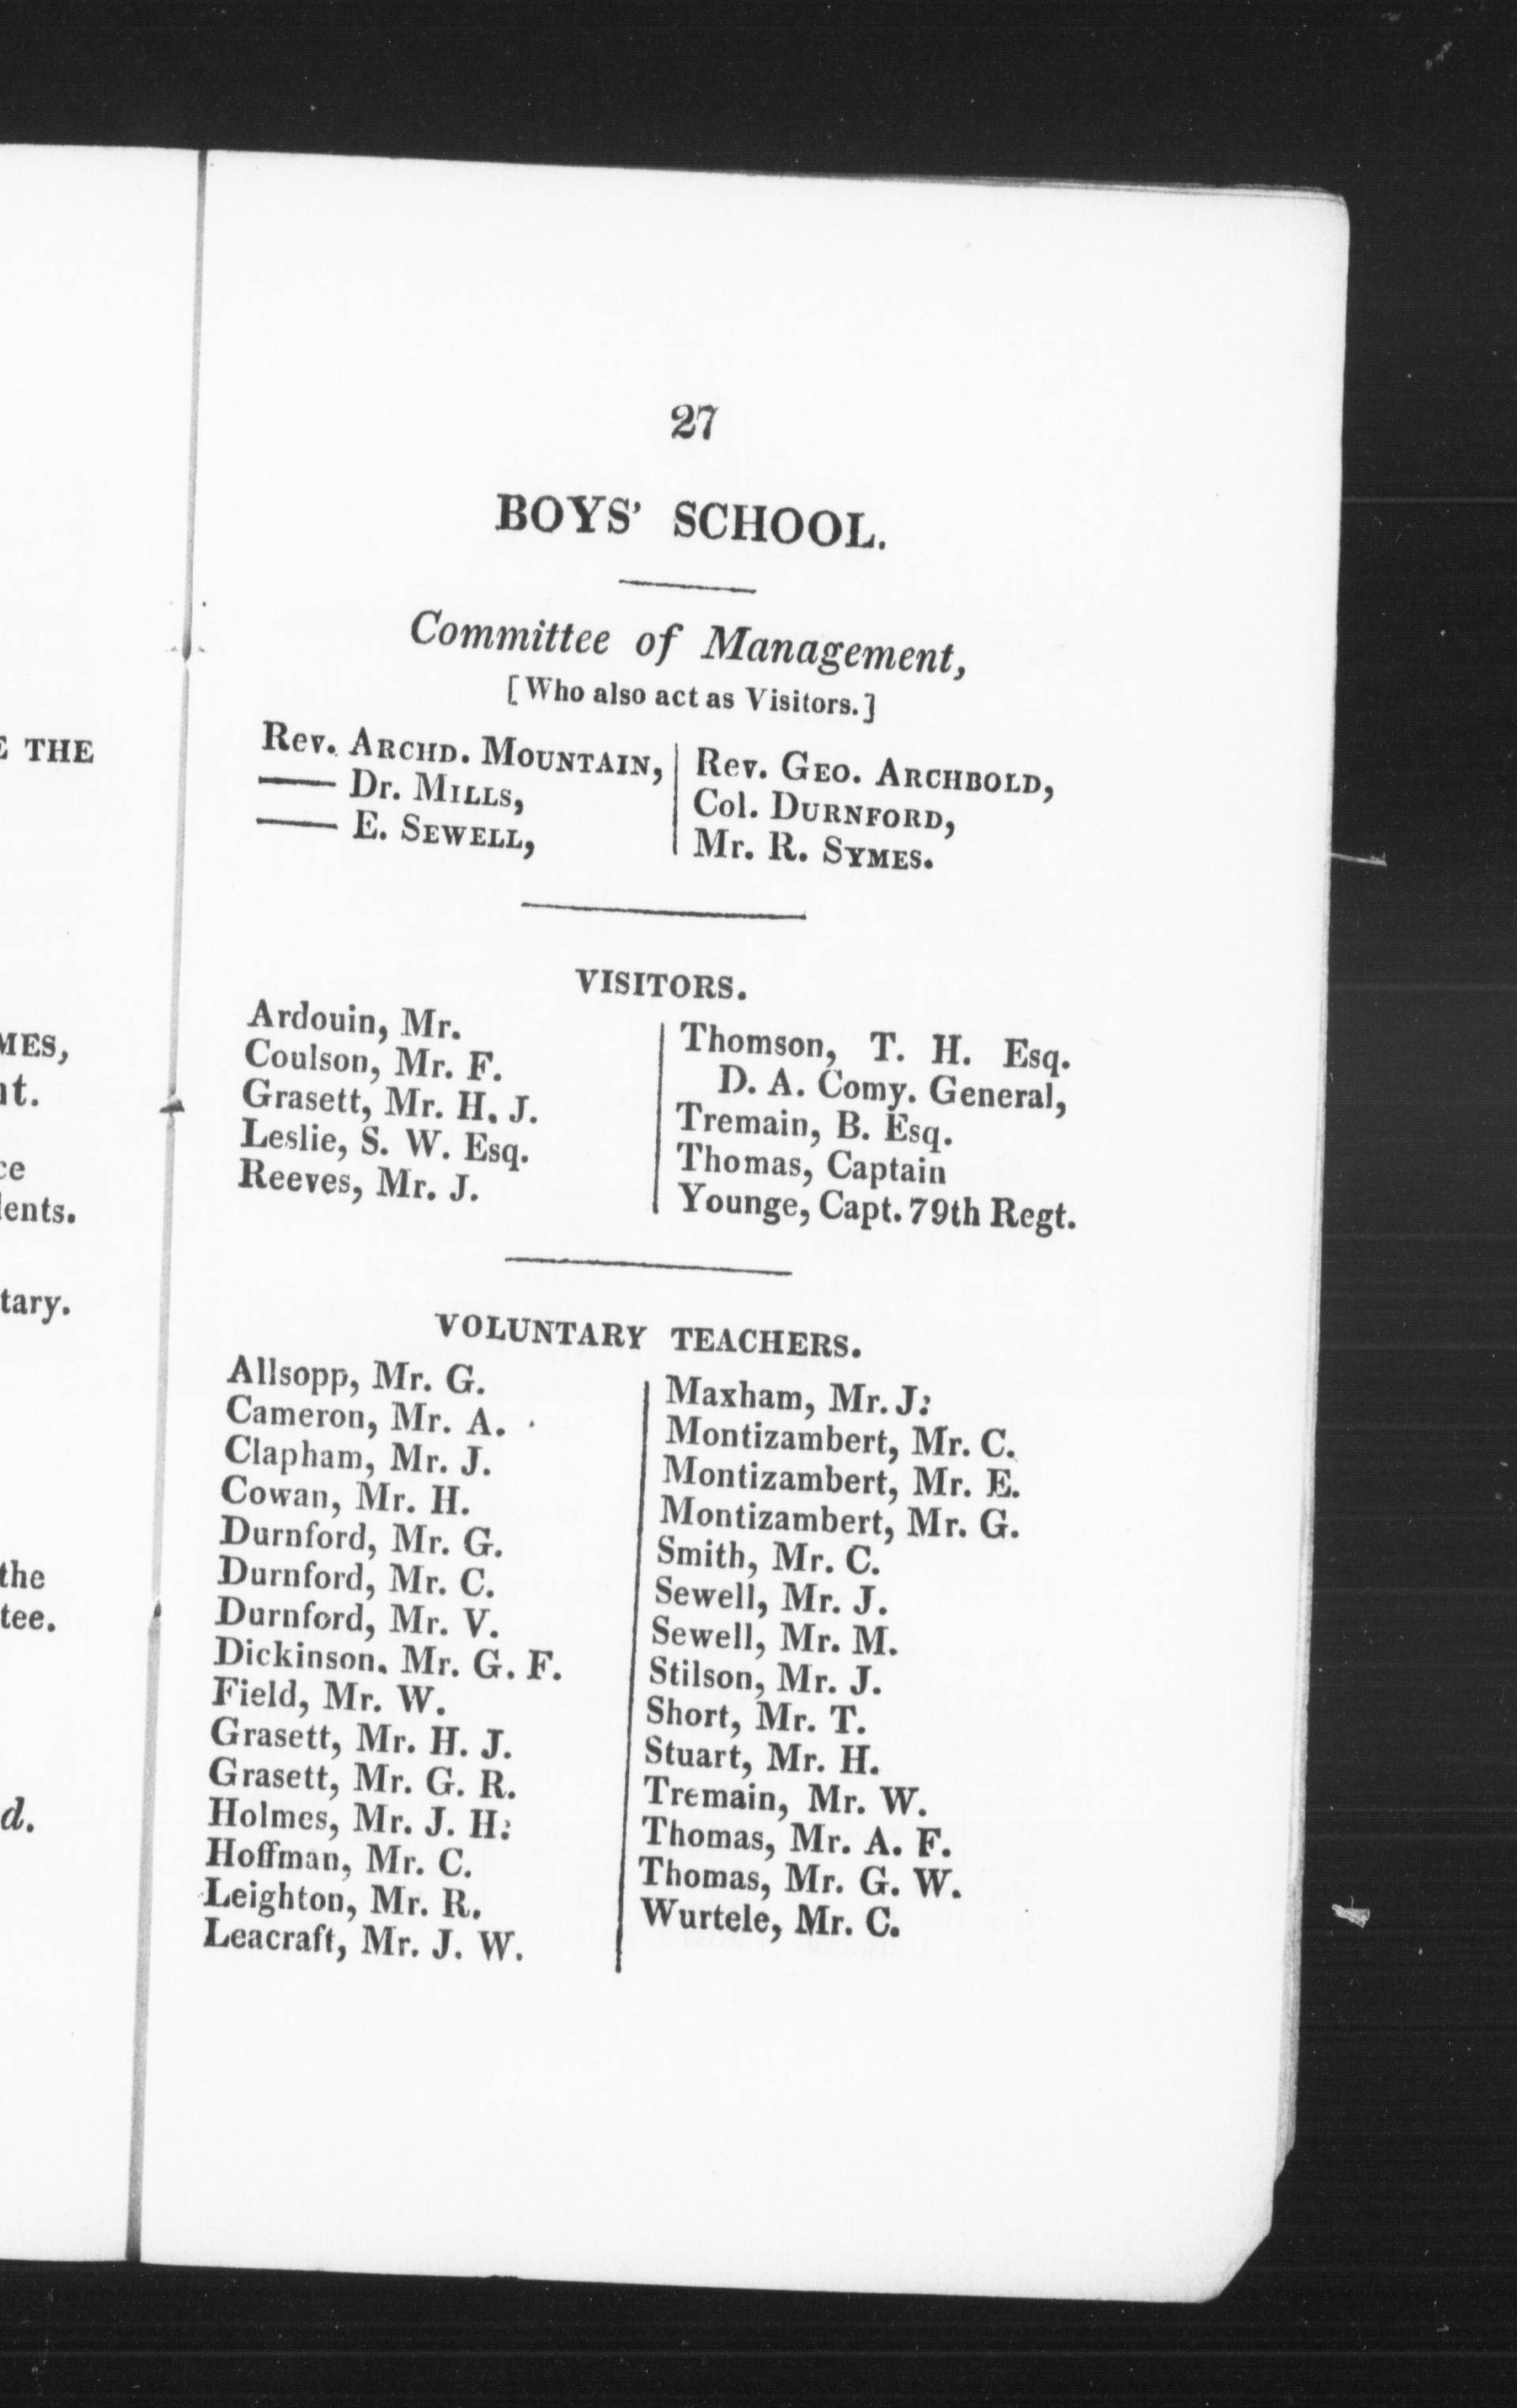 27
BOYS' SCHOOL.
Committee of Management,
[Who also act as Visitors.]
Rev. ARCHD. MOUNTAIN,
—— Dr. MILLS,
—— E. SEWELL,
Rev. GEO. ARCHBOLD,
Col. DURNFORD,
Mr. R. SYMES.
VISITORS.
Ardouin, Mr.
Coulson, Mr. F.
Grasett, Mr. H. J.
Leslie, S. W. Esq.
Reeves, Mr. J.
Thomson, T. H. Esq.
D. A. Comy. General,
Tremain, B. Esq.
Thomas, Captain
Younge, Capt. 79th Regt.
VOLUNTARY TEACHERS.
Allsopp, Mr. G.
Cameron, Mr. A.
Clapham, Mr. J.
Cowan, Mr. H.
Durnford, Mr. G.
Durnford, Mr. C.
Durnford, Mr. V.
Dickinson. Mr. G. F.
Field, Mr. W.
Grasett, Mr. H. J.
Grasett, Mr. G. R.
Holmes, Mr. J. H:
Hoffman, Mr. C.
Leighton, Mr. R.
Leacraft, Mr. J. W.
Maxham, Mr. J:
Montizambert, Mr. C.
Montizambert, Mr. E.
Montizambert, Mr. G.
Smith, Mr. C.
Sewell, Mr. J.
Sewell, Mr. M.
Stilson, Mr. J.
Short, Mr. T.
Stuart, Mr. H.
Tremain, Mr. W.
Thomas, Mr. A. F.
Thomas, Mr. G. W.
Wurtele, Mr. C.
THE
tary.
the
tee.
d.